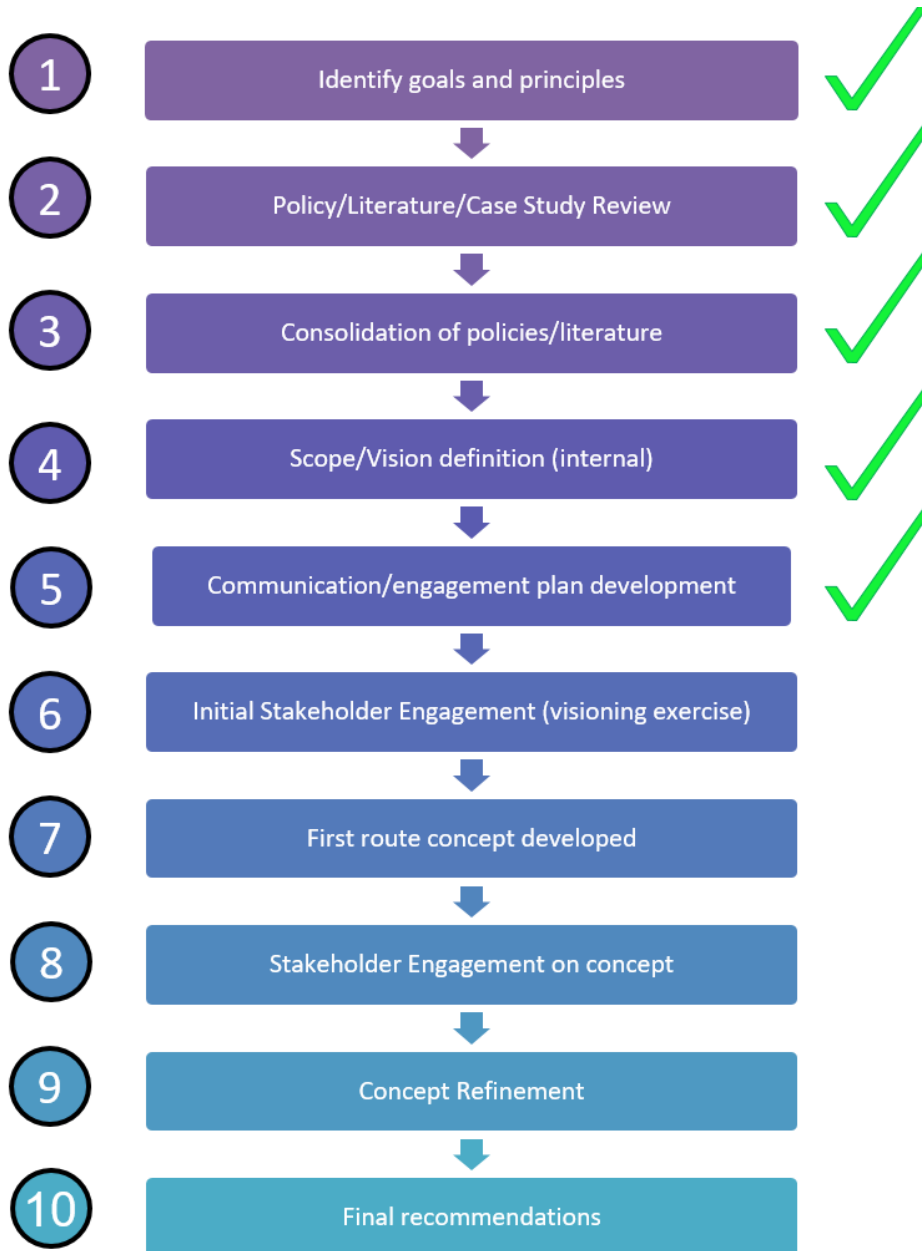 1
Identify goals and principles
2
Policy/Literature/Case Study Review
3
Consolidation of policies/literature
4
Scope/Vision definition (internal)
5
Communication/engagement plan development
6
Initial Stakeholder Engagement (visioning exercise)
7
First route concept developed
8
Stakeholder Engagement on concept
9
Concept Refinement
10
Final recommendations